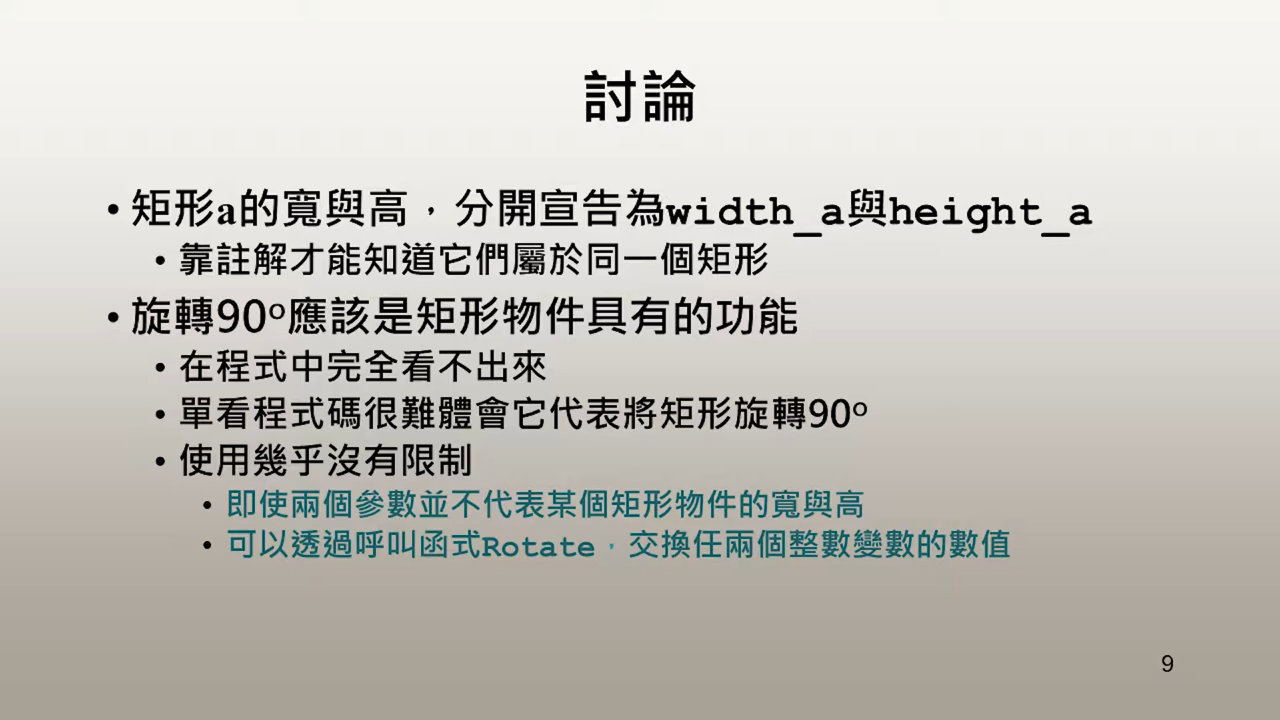 討論
• 矩形a的寬與高，分開宣告為width_a與height_a
• 靠註解才能知道它們屬於同一個矩形
• 旋轉90º應該是矩形物件具有的功能
• 在程式中完全看不出來
• 單看程式碼很難體會它代表將矩形旋轉90º
• 使用幾乎沒有限制
• 即使兩個參數並不代表某個矩形物件的寬與高
• 可以透過呼叫函式Rotate，交換任兩個整數變數的數值
9